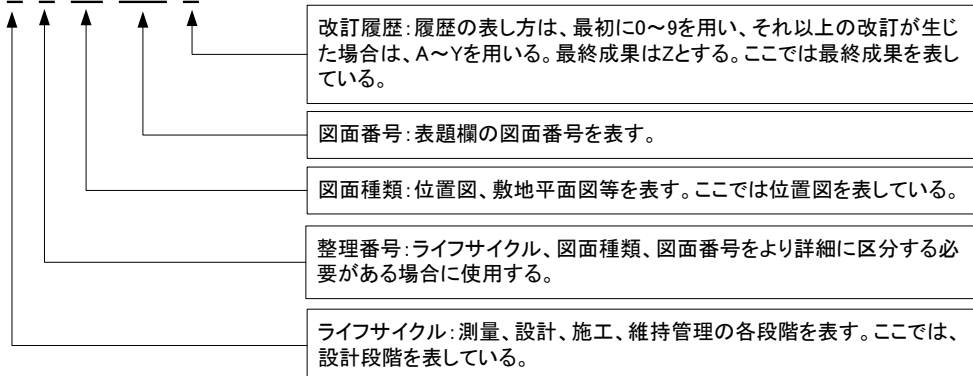 改訂履歴:履歴の表し方は、最初に0～9を用い、それ以上の改訂が生じ
た場合は、A～Yを用いる。最終成果はZとする。ここでは最終成果を表し
ている。
図面番号:表題欄の図面番号を表す。
図面種類:位置図、敷地平面図等を表す。ここでは位置図を表している。
整理番号:ライフサイクル、図面種類、図面番号をより詳細に区分する必
要がある場合に使用する。
ライフサイクル:測量、設計、施工、維持管理の各段階を表す。ここでは、
設計段階を表している。